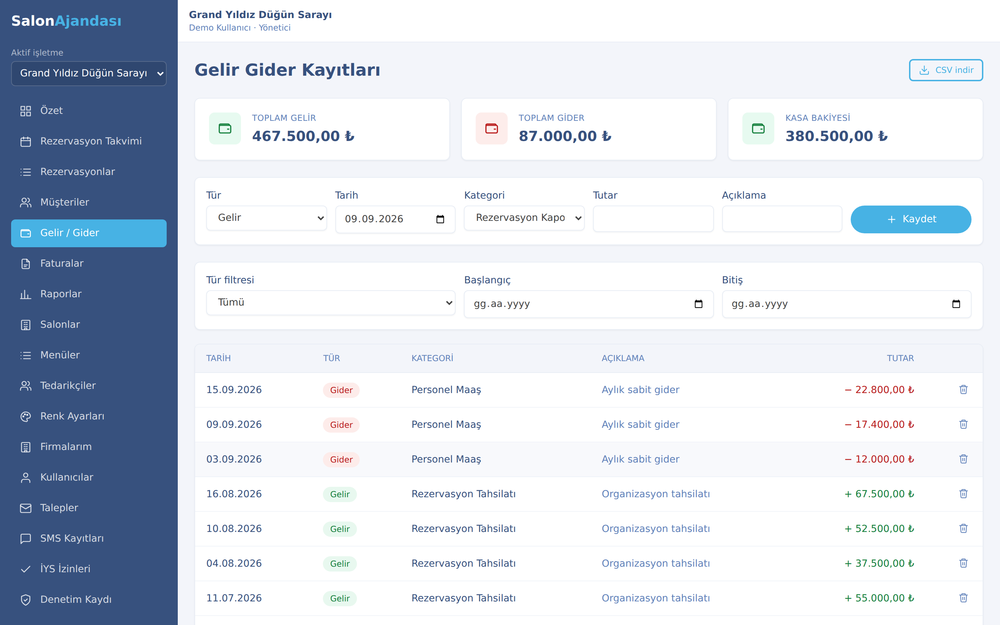 SalonAjandası
Aktif işletme
Grand Yıldız Düğün Sarayı
Özet
Rezervasyon Takvimi
Rezervasyonlar
Müşteriler
Gelir / Gider
Faturalar
Raporlar
Salonlar
Menüler
Tedarikçiler
Renk Ayarları
Firmalarım
Kullanıcılar
Talepler
SMS Kayıtları
İYS İzinleri
Denetim Kaydı
Grand Yıldız Düğün Sarayı
Demo Kullanıcı · Yönetici
Gelir Gider Kayıtları
CSV indir
TOPLAM GELİR
467.500,00 ₺
TOPLAM GİDER
87.000,00 ₺
KASA BAKİYESİ
380.500,00 ₺
Tür Tarih Kategori Tutar Açıklama
Gelir 09.09.2026 Rezervasyon Kapo Kaydet
Tür filtresi Başlangıç Bitiş
Tümü gg.aa.yyyy gg.aa.yyyy
TARİH TÜR KATEGORİ AÇIKLAMA TUTAR
15.09.2026 Gider Personel Maaş Aylık sabit gider − 22.800,00 ₺
09.09.2026 Gider Personel Maaş Aylık sabit gider − 17.400,00 ₺
03.09.2026 Gider Personel Maaş Aylık sabit gider − 12.000,00 ₺
16.08.2026 Gelir Rezervasyon Tahsilatı Organizasyon tahsilatı + 67.500,00 ₺
10.08.2026 Gelir Rezervasyon Tahsilatı Organizasyon tahsilatı + 52.500,00 ₺
04.08.2026 Gelir Rezervasyon Tahsilatı Organizasyon tahsilatı + 37.500,00 ₺
11.07.2026 Gelir Rezervasyon Tahsilatı Organizasyon tahsilatı + 55.000,00 ₺